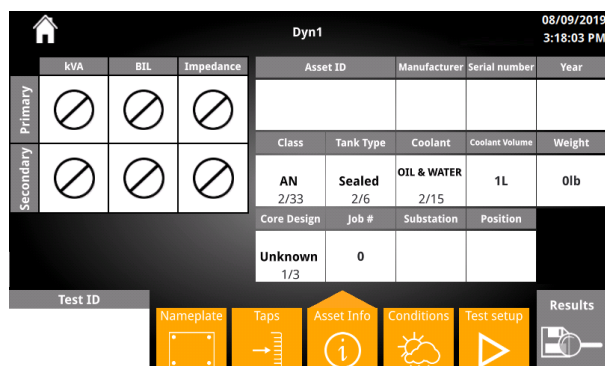 Dyn1
08/09/2019
3:18:03 PM
kVA BIL Impedance
Primary
Secondary
Asset ID Manufacturer Serial number Year
Class Tank Type Coolant Coolant Volume Weight
AN Sealed OIL & WATER 1L 0lb
2/33 2/6 2/15
Core Design Job # Substation Position
Unknown 0
1/3
Test ID
Nameplate Taps Asset Info Conditions Test setup Results